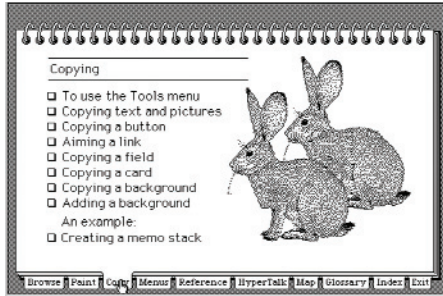 Copying
To use the Tools menu
Copying text and pictures
Copying a button
Aiming a link
Copying a field
Copying a card
Copying a background
Adding a background
An example:
Creating a memo stack
Browse Paint Copy Menus Reference HyperTalk Map Glossary Index Exit